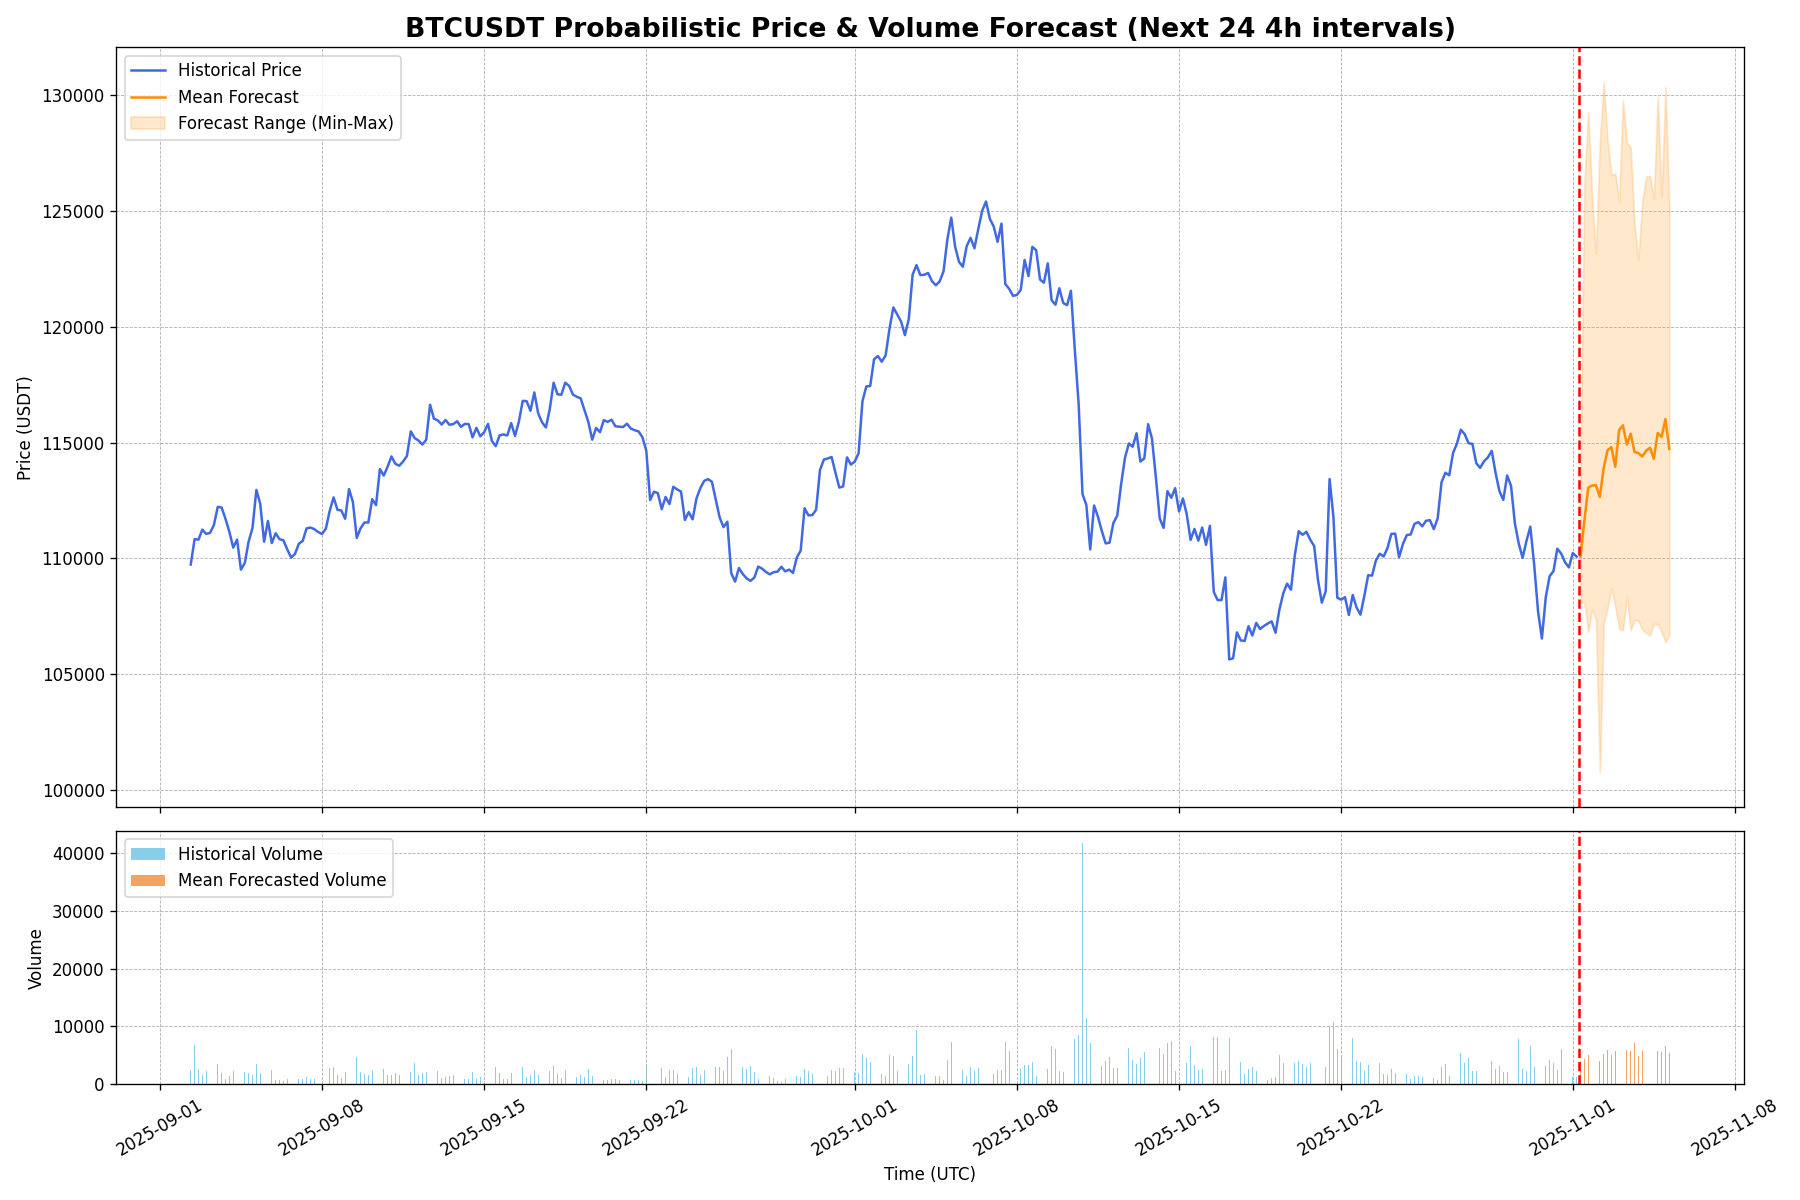 BTCUSDT Probabilistic Price & Volume Forecast (Next 24 4h intervals)
Historical Price
Mean Forecast
Forecast Range (Min-Max)
Price (USDT)
130000
125000
120000
115000
110000
105000
100000
Historical Volume
Mean Forecasted Volume
Volume
40000
30000
20000
10000
0
2025-09-01
2025-09-08
2025-09-15
2025-09-22
2025-10-01
2025-10-08
2025-10-15
2025-10-22
2025-11-01
2025-11-08
Time (UTC)